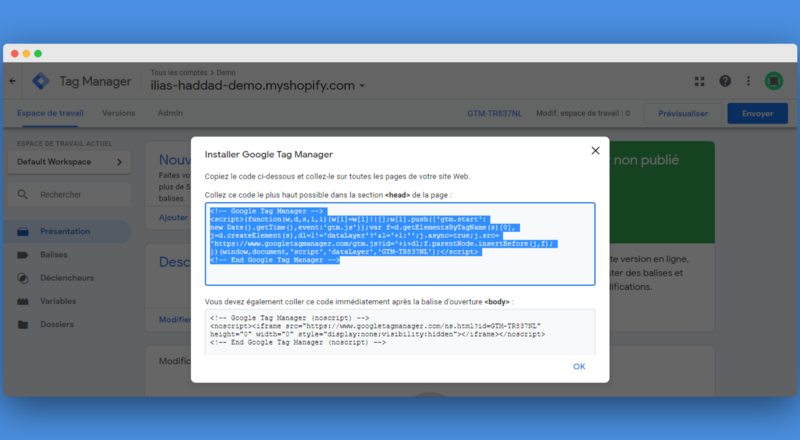 Tag Manager
Tous les comptes > Demo
ilias-haddad-demo.myshopify.com
Espace de travail
Versions
Admin
GTM-TR837NL
Modif. espace de travail : 0
Prévisualiser
Envoyer
ESPACE DE TRAVAIL ACTUEL
Default Workspace
Rechercher
Présentation
Balises
Déclencheurs
Variables
Dossiers
Nouv
Faites vo
plus de 5
balises.
Ajouter
Desc
Modifier
Modific
non publié
te version en ligne,
uter des balises et
difications.
Installer Google Tag Manager
Copiez le code ci-dessous et collez-le sur toutes les pages de votre site Web.
Collez ce code le plus haut possible dans la section <head> de la page :
<!-- Google Tag Manager -->
<script>(function(w,d,s,l,i){w[l]=w[l]||[];w[l].push({'gtm.start':
new Date().getTime(),event:'gtm.js'});var f=d.getElementsByTagName(s)[0],
j=d.createElement(s),dl=l!='dataLayer'?'&l='+l:'';j.async=true;j.src=
'https://www.googletagmanager.com/gtm.js?id='+i+dl;f.parentNode.insertBefore(j,f);
})(window,document,'script','dataLayer','GTM-TR837NL');</script>
<!-- End Google Tag Manager -->
Vous devez également coller ce code immédiatement après la balise d'ouverture <body> :
<!-- Google Tag Manager (noscript) -->
<noscript><iframe src="https://www.googletagmanager.com/ns.html?id=GTM-TR837NL"
height="0" width="0" style="display:none;visibility:hidden"></iframe></noscript>
<!-- End Google Tag Manager (noscript) -->
OK